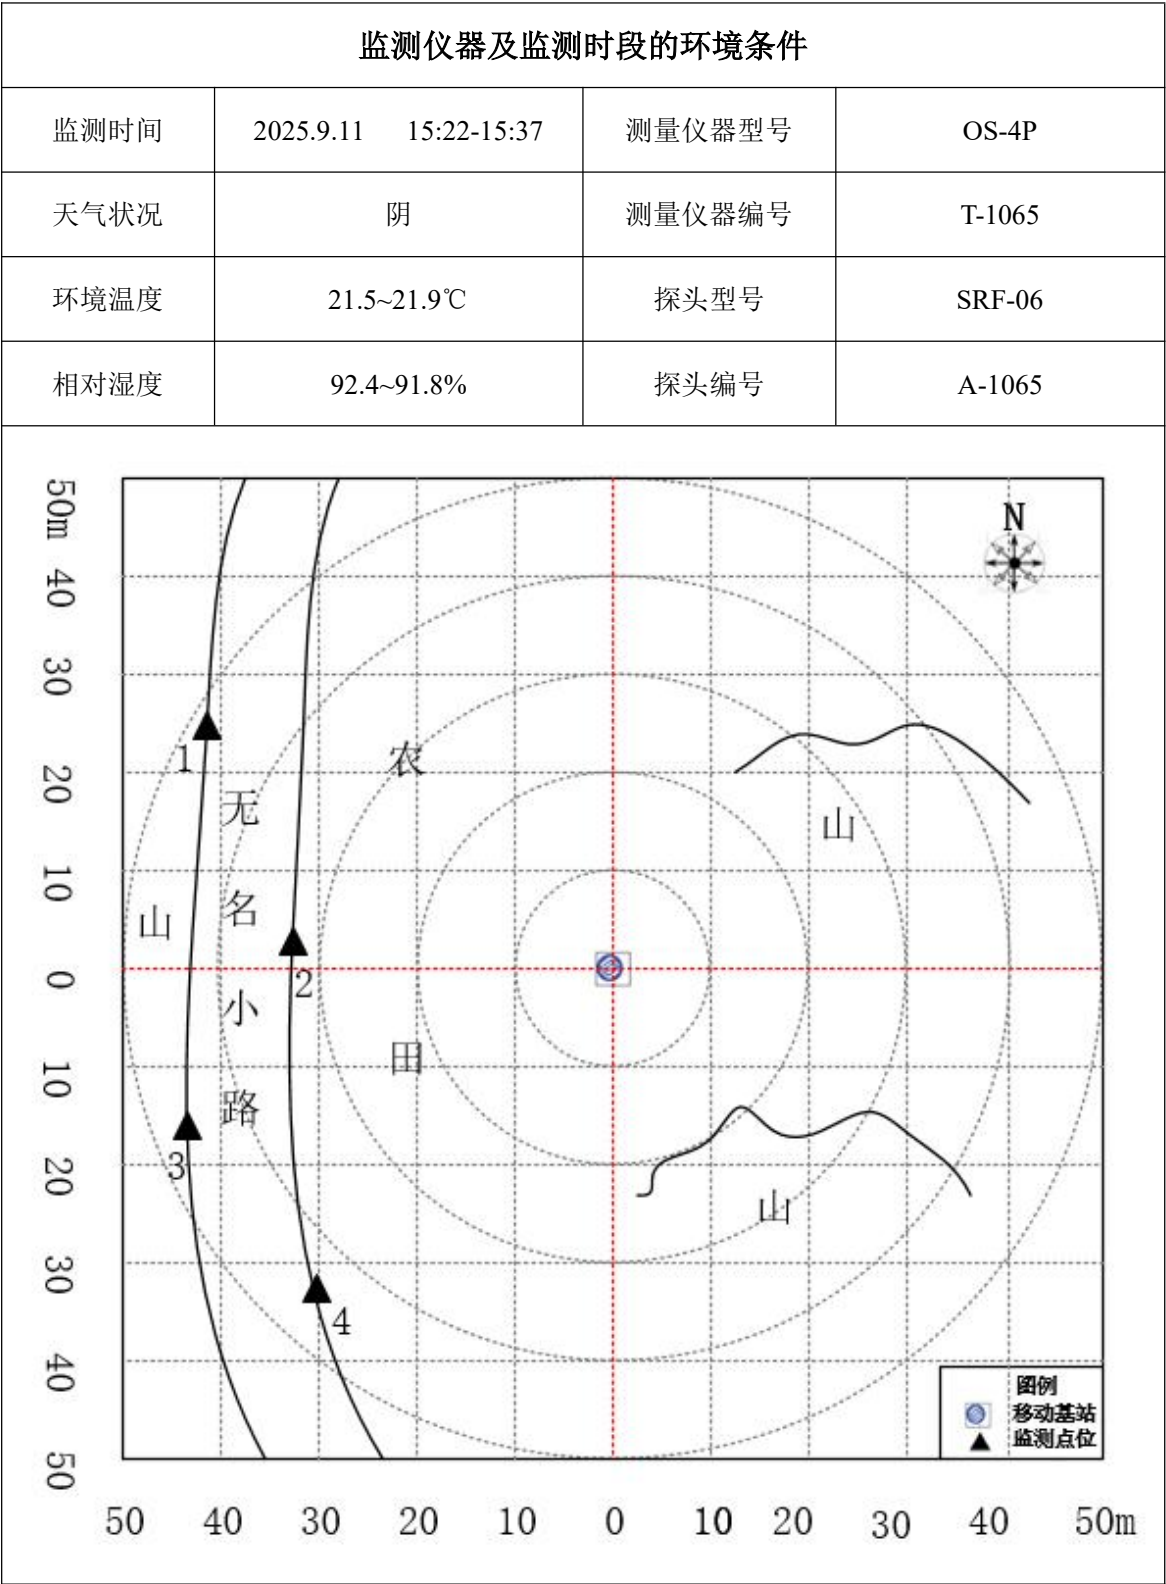 监测仪器及监测时段的环境条件
监测时间 2025.9.11 15:22-15:37 测量仪器型号 OS-4P
天气状况 阴 测量仪器编号 T-1065
环境温度 21.5~21.9℃ 探头型号 SRF-06
相对湿度 92.4~91.8% 探头编号 A-1065
50m
40
30
20
10
0
10
20
30
40
50
N
1
无
名
小
路
山
2
3
4
农
田
山
山
图例
移动基站
监测点位
50 40 30 20 10 0 10 20 30 40 50m